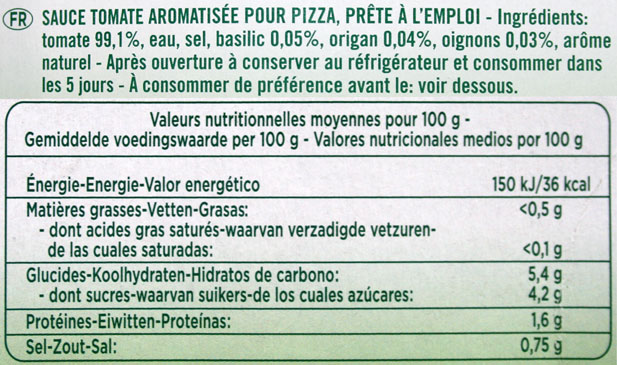 FR SAUCE TOMATE AROMATISÉE POUR PIZZA, PRÊTE À L'EMPLOI - Ingrédients:
tomate 99,1%, eau, sel, basilic 0,05%, origan 0,04%, oignons 0,03%, arôme
naturel - Après ouverture à conserver au réfrigérateur et consommer dans
les 5 jours - À consommer de préférence avant le: voir dessous.
Valeurs nutritionnelles moyennes pour 100 g -
Gemiddelde voedingswaarde per 100 g - Valores nutricionales medios por 100 g
Énergie-Energie-Valor energético 150 kJ/36 kcal
Matières grasses-Vetten-Grasas: <0,5 g
- dont acides gras saturés-waarvan verzadigde vetzuren-
de las cuales saturadas: <0,1 g
Glucides-Koolhydraten-Hidratos de carbono: 5,4 g
- dont sucres-waarvan suikers-de los cuales azúcares: 4,2 g
Protéines-Eiwitten-Proteínas: 1,6 g
Sel-Zout-Sal: 0,75 g